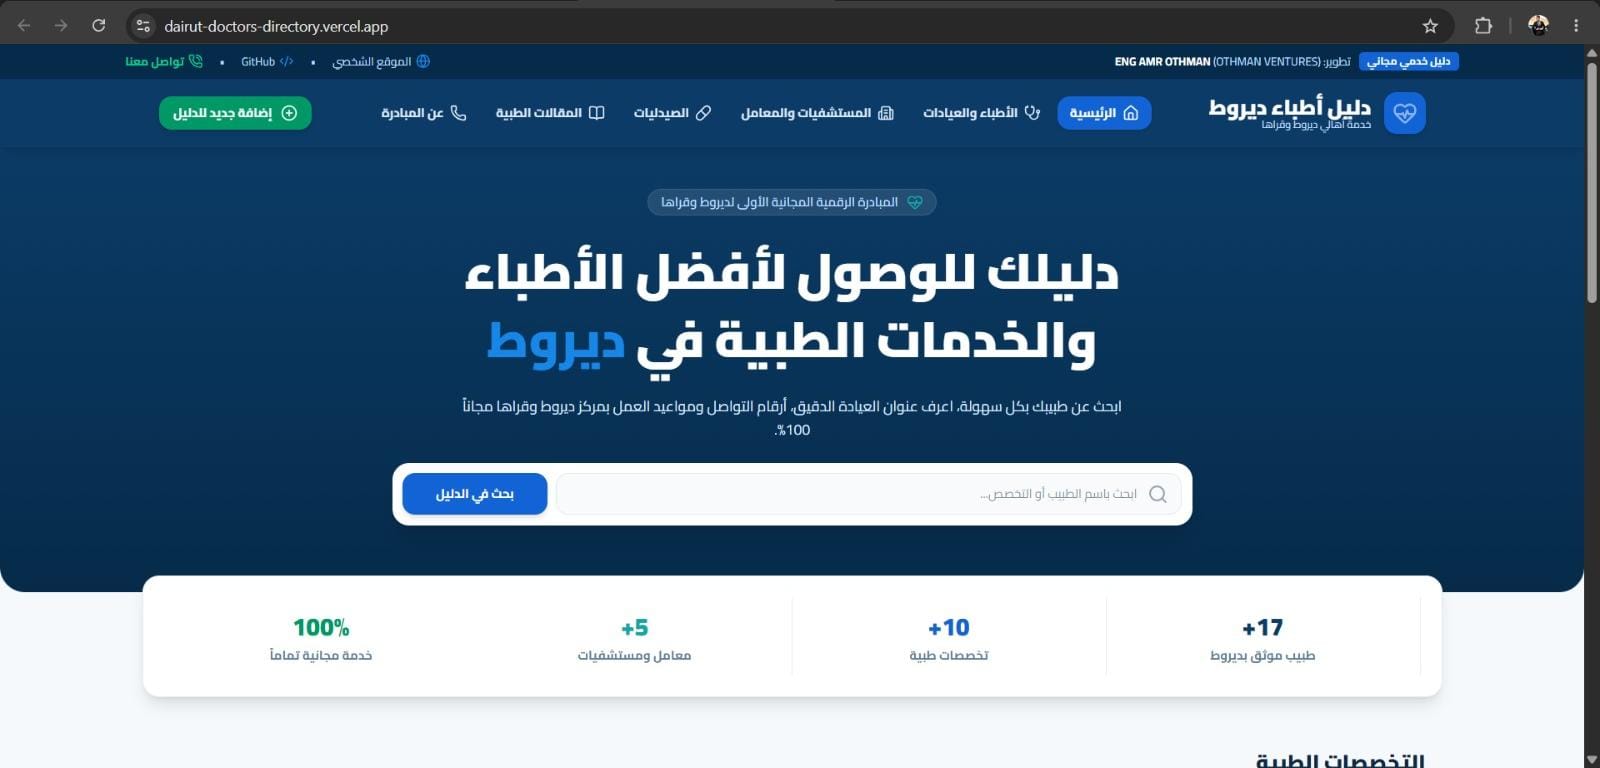 dairut-doctors-directory.vercel.app
دليل خدمي مجاني
تطوير: ENG AMR OTHMAN (OTHMAN VENTURES)
الموقع الشخصي
GitHub
تواصل معنا
دليل أطباء ديروط
خدمة أهالي ديروط وقراها
الرئيسية
الأطباء والعيادات
المستشفيات والمعامل
الصيدليات
المقالات الطبية
عن المبادرة
إضافة جديد للدليل
المبادرة الرقمية المجانية الأولى لديروط وقراها
دليلك للوصول لأفضل الأطباء
والخدمات الطبية في ديروط
ابحث عن طبيبك بكل سهولة، اعرف عنوان العيادة الدقيق، أرقام التواصل ومواعيد العمل بمركز ديروط وقراها مجاناً
100%.
ابحث باسم الطبيب أو التخصص...
بحث في الدليل
+17
طبيب موثق بديروط
+10
تخصصات طبية
+5
معامل ومستشفيات
100%
خدمة مجانية تماماً
التخصصات الطبية